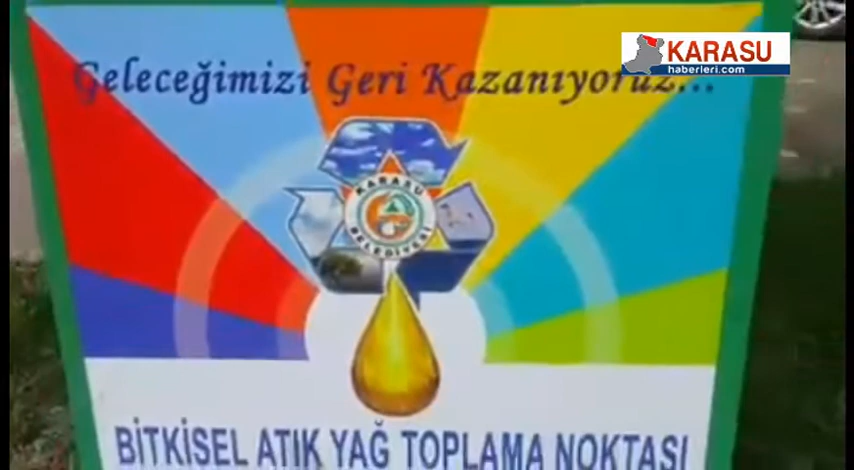 KARASU
haberleri.com
Geleceğimizi Geri Kazanıyoruz...
KARASU
BELEDİYESİ
BİTKİSEL ATIK YAĞ TOPLAMA NOKTASI